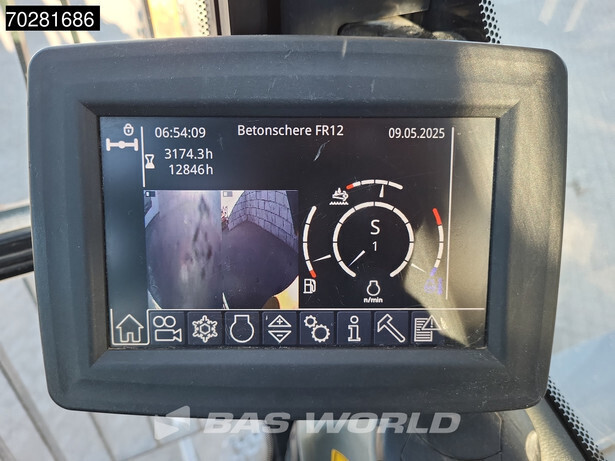 70281686
06:54:09
Betonschere FR12
09.05.2025
3174.3h
12846h
S
1
n/min
BAS WORLD